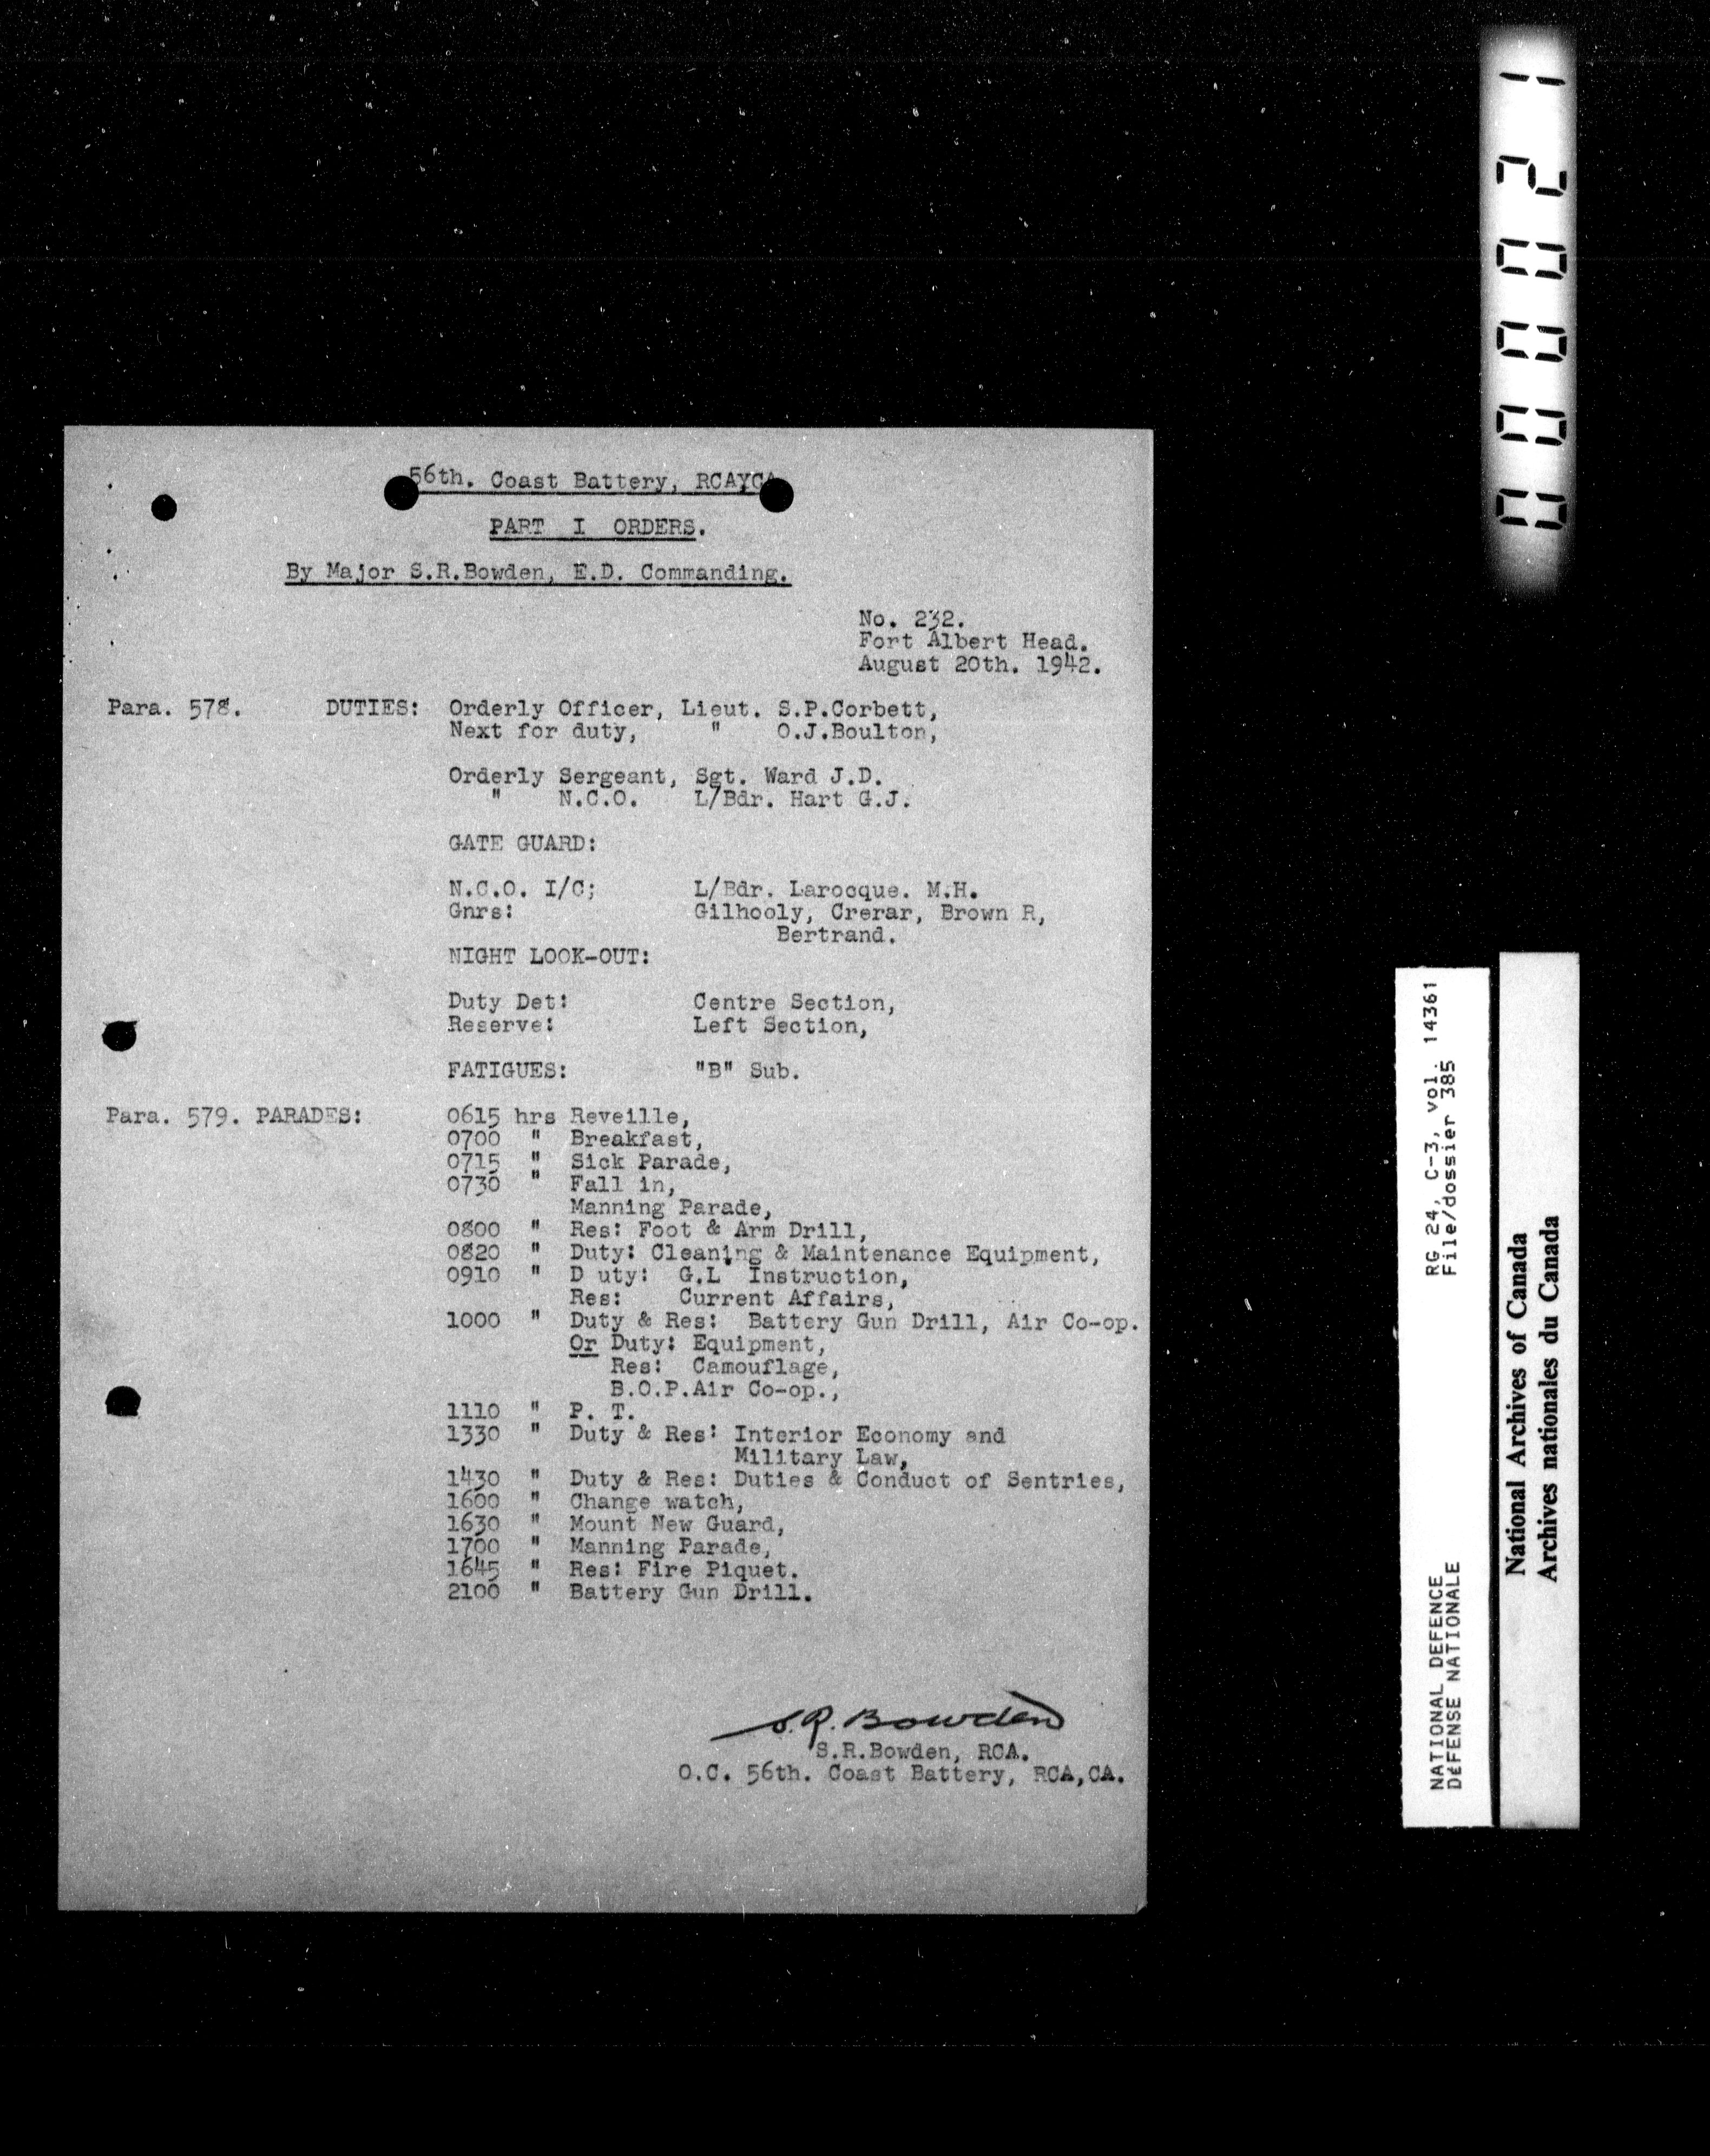 56th. Coast Battery, RCAYCA
PART I ORDERS.
By Major S.R.Bowden, E.D. Commanding.
No. 232.
Fort Albert Head.
August 20th. 1942.
Para. 578. DUTIES: Orderly Officer, Lieut. S.P.Corbett,
Next for duty, " O.J.Boulton,
Orderly Sergeant, Sgt. Ward J.D.
" N.C.O. L/Bdr. Hart G.J.
GATE GUARD:
N.C.O. I/C; L/Bdr. Larocque. M.H.
Gnrs: Gilhooly, Crerar, Brown R,
Bertrand.
NIGHT LOOK-OUT:
Duty Det: Centre Section,
Reserve: Left Section,
FATIGUES: "B" Sub.
Para. 579. PARADES: 0615 hrs Reveille,
0700 " Breakfast,
0715 " Sick Parade,
0730 " Fall in,
Manning Parade,
0800 " Res: Foot & Arm Drill,
0820 " Duty: Cleaning & Maintenance Equipment,
0910 " D uty: G.L Instruction,
Res: Current Affairs,
1000 " Duty & Res: Battery Gun Drill, Air Co-op.
Or Duty: Equipment,
Res: Camouflage,
B.O.P.Air Co-op.,
1110 " P. T.
1330 " Duty & Res: Interior Economy and
Military Law,
1430 " Duty & Res: Duties & Conduct of Sentries,
1600 " Change watch,
1630 " Mount New Guard,
1700 " Manning Parade,
1645 " Res: Fire Piquet.
2100 " Battery Gun Drill.
S.R. Bowden
S.R.Bowden, RCA.
O.C. 56th. Coast Battery, RCA,CA.
000021
NATIONAL DEFENCE RG 24, C-3, vol. 14361
DÉFENSE NATIONALE File/dossier 385
National Archives of Canada
Archives nationales du Canada